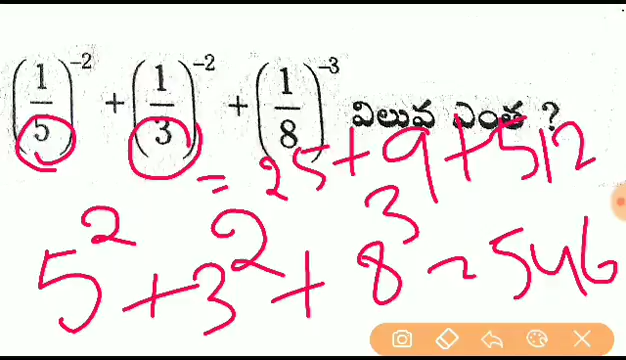 (1/5)^-2 + (1/3)^-2 + (1/8)^-3 విలువ ఎంత ?
= 25 + 9 + 512
5^2 + 3^2 + 8^3 = 546